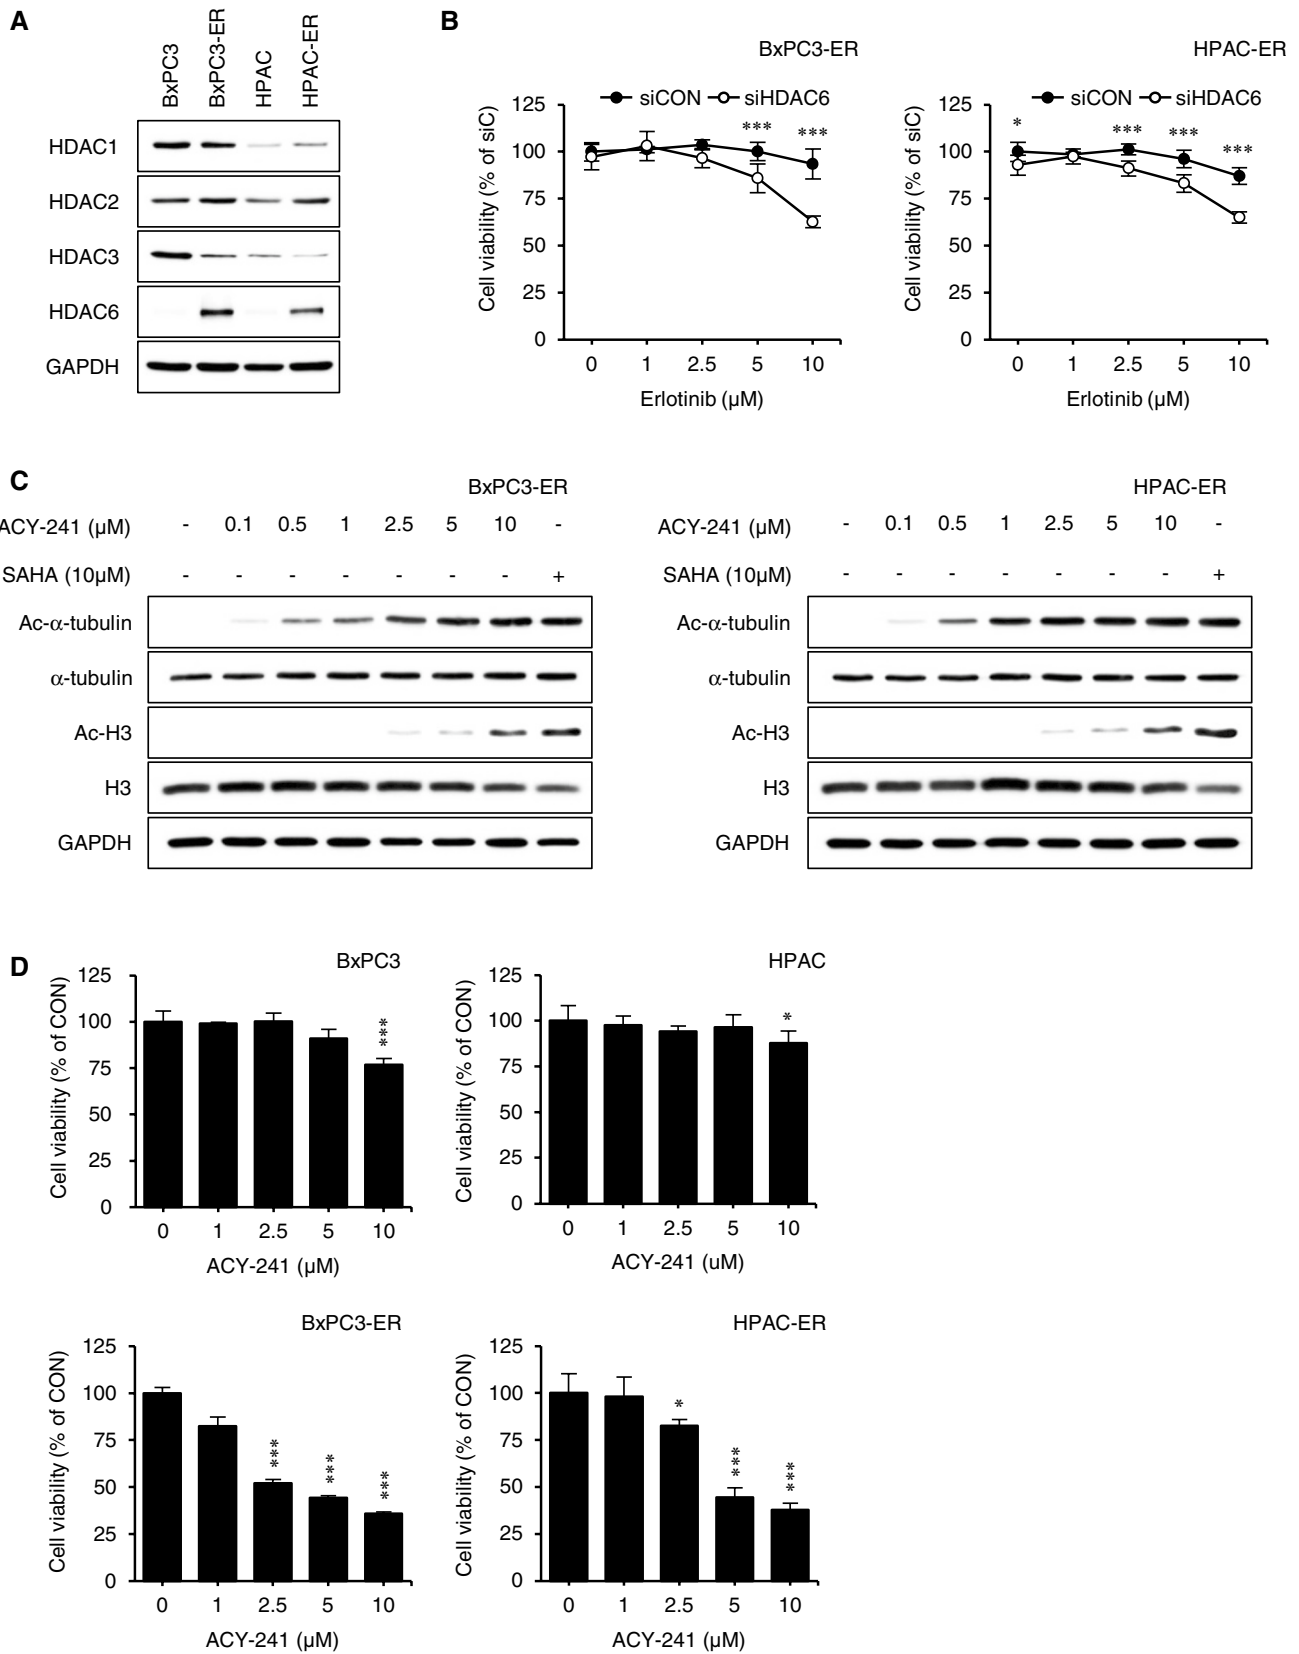 A
BxPC3
BxPC3-ER
HPAC
HPAC-ER
HDAC1
HDAC2
HDAC3
HDAC6
GAPDH
B
BxPC3-ER
siCON siHDAC6
Cell viability (% of siC)
125
100
75
50
25
0
*** ***
0 1 2.5 5 10
Erlotinib (µM)
HPAC-ER
siCON siHDAC6
Cell viability (% of siC)
125
100
75
50
25
0
* *** *** ***
0 1 2.5 5 10
Erlotinib (µM)
C
BxPC3-ER
ACY-241 (µM) - 0.1 0.5 1 2.5 5 10 -
SAHA (10µM) - - - - - - - +
Ac-α-tubulin
α-tubulin
Ac-H3
H3
GAPDH
HPAC-ER
ACY-241 (µM) - 0.1 0.5 1 2.5 5 10 -
SAHA (10µM) - - - - - - - +
Ac-α-tubulin
α-tubulin
Ac-H3
H3
GAPDH
D
BxPC3
Cell viability (% of CON)
125
100
75
50
25
0
***
0 1 2.5 5 10
ACY-241 (µM)
HPAC
Cell viability (% of CON)
125
100
75
50
25
0
*
0 1 2.5 5 10
ACY-241 (uM)
BxPC3-ER
Cell viability (% of CON)
125
100
75
50
25
0
*** *** ***
0 1 2.5 5 10
ACY-241 (µM)
HPAC-ER
Cell viability (% of CON)
125
100
75
50
25
0
* *** ***
0 1 2.5 5 10
ACY-241 (µM)